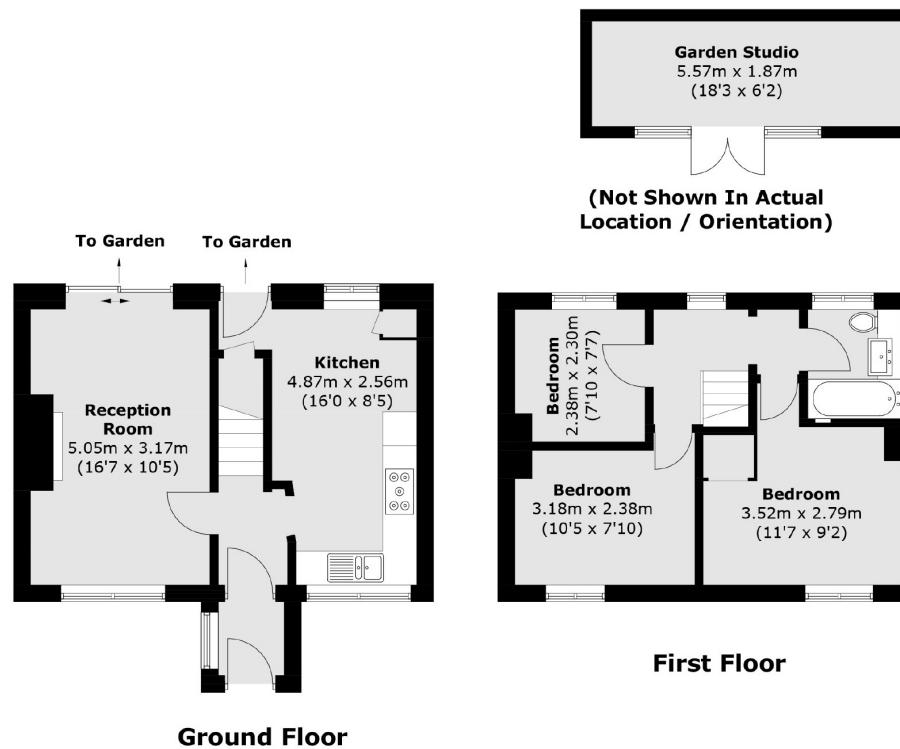 Garden Studio
5.57m x 1.87m
(18'3 x 6'2)
(Not Shown In Actual
Location / Orientation)
To Garden
To Garden
Kitchen
4.87m x 2.56m
(16'0 x 8'5)
Reception
Room
5.05m x 3.17m
(16'7 x 10'5)
Ground Floor
Bedroom
2.38m x 2.30m
(7'10 x 7'7)
Bedroom
3.18m x 2.38m
(10'5 x 7'10)
Bedroom
3.52m x 2.79m
(11'7 x 9'2)
First Floor